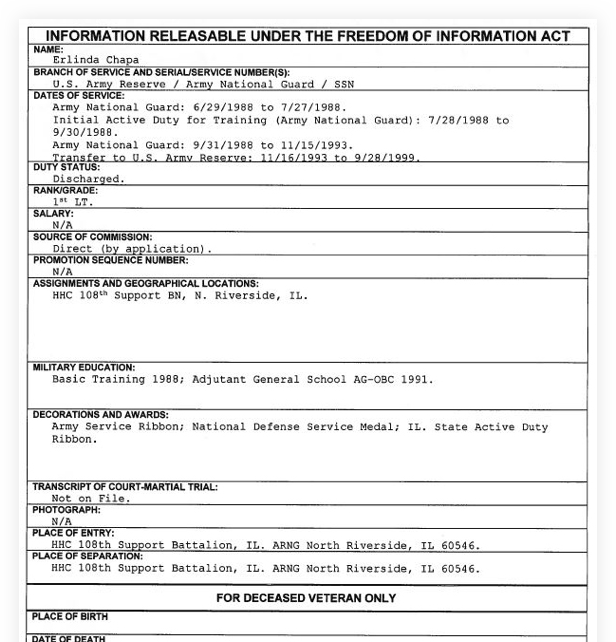 INFORMATION RELEASABLE UNDER THE FREEDOM OF INFORMATION ACT
NAME:
Erlinda Chapa
BRANCH OF SERVICE AND SERIAL/SERVICE NUMBER(S):
U.S. Army Reserve / Army National Guard / SSN
DATES OF SERVICE:
Army National Guard: 6/29/1988 to 7/27/1988.
Initial Active Duty for Training (Army National Guard): 7/28/1988 to
9/30/1988.
Army National Guard: 9/31/1988 to 11/15/1993.
Transfer to U.S. Army Reserve: 11/16/1993 to 9/28/1999.
DUTY STATUS:
Discharged.
RANK/GRADE:
1st LT.
SALARY:
N/A
SOURCE OF COMMISSION:
Direct (by application).
PROMOTION SEQUENCE NUMBER:
N/A
ASSIGNMENTS AND GEOGRAPHICAL LOCATIONS:
HHC 108th Support BN, N. Riverside, IL.
MILITARY EDUCATION:
Basic Training 1988; Adjutant General School AG-OBC 1991.
DECORATIONS AND AWARDS:
Army Service Ribbon; National Defense Service Medal; IL. State Active Duty
Ribbon.
TRANSCRIPT OF COURT-MARTIAL TRIAL:
Not on File.
PHOTOGRAPH:
N/A
PLACE OF ENTRY:
HHC 108th Support Battalion, IL. ARNG North Riverside, IL 60546.
PLACE OF SEPARATION:
HHC 108th Support Battalion, IL. ARNG North Riverside, IL 60546.
FOR DECEASED VETERAN ONLY
PLACE OF BIRTH
DATE OF DEATH